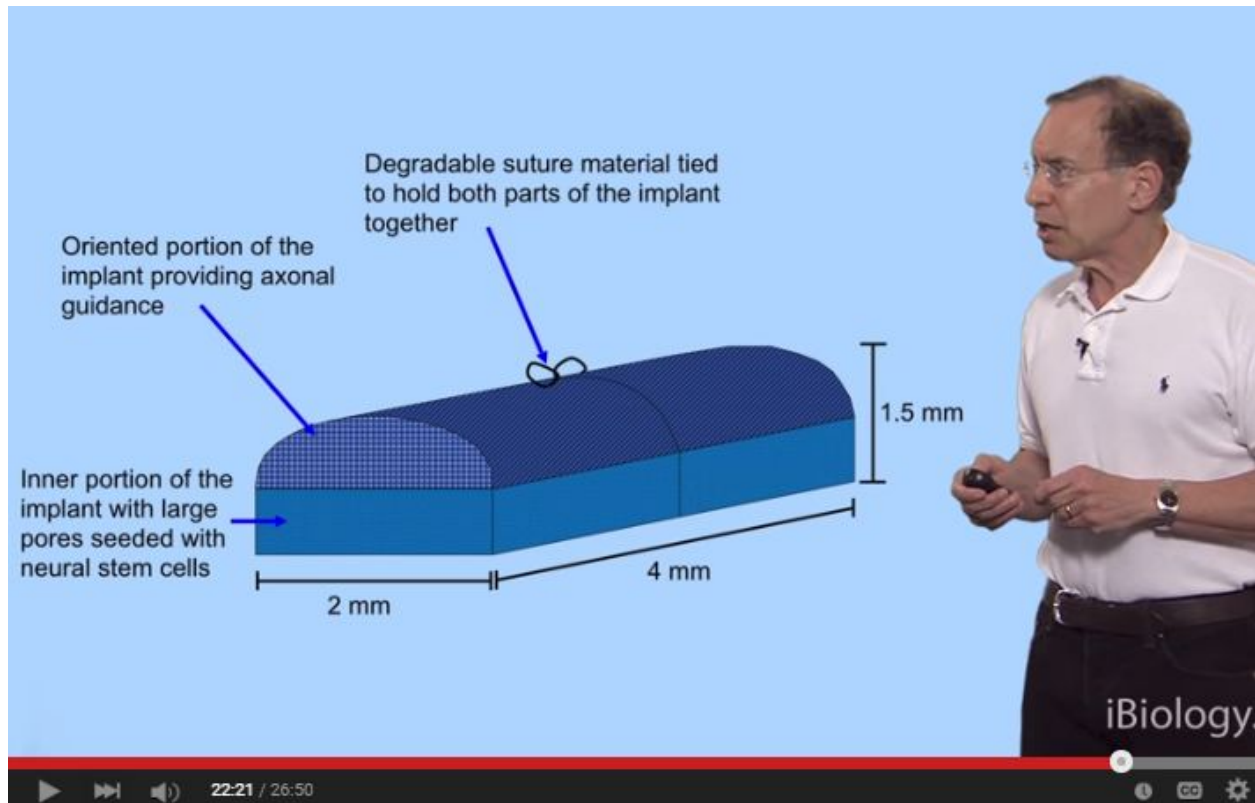 Degradable suture material tied
to hold both parts of the implant
together
Oriented portion of the
implant providing axonal
guidance
Inner portion of the
implant with large
pores seeded with
neural stem cells
1.5 mm
4 mm
2 mm
iBiology.
22:21 / 26:50
CC